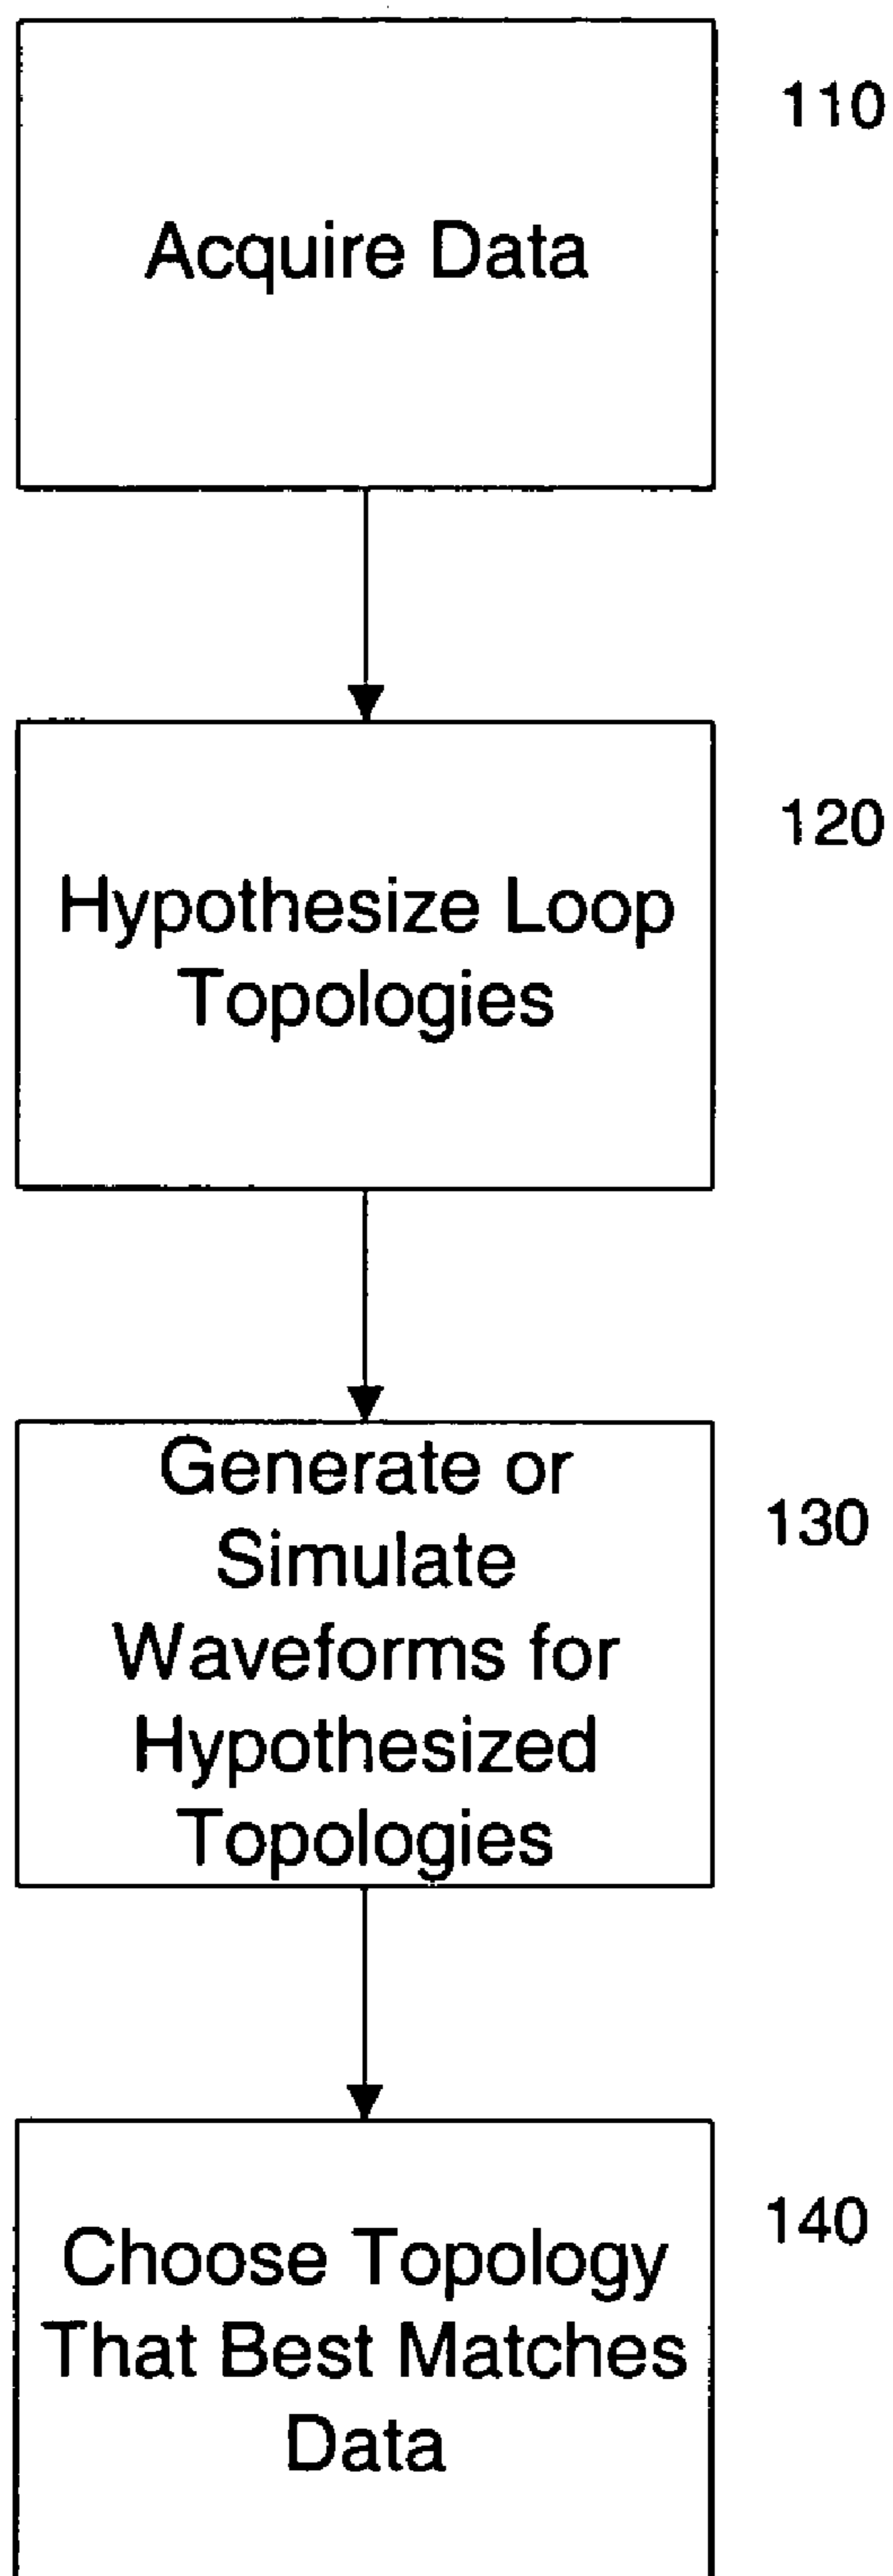 110
Acquire Data
120
Hypothesize Loop
Topologies
Generate or
Simulate
Waveforms for
Hypothesized
Topologies
130
Choose Topology
That Best Matches
Data
140